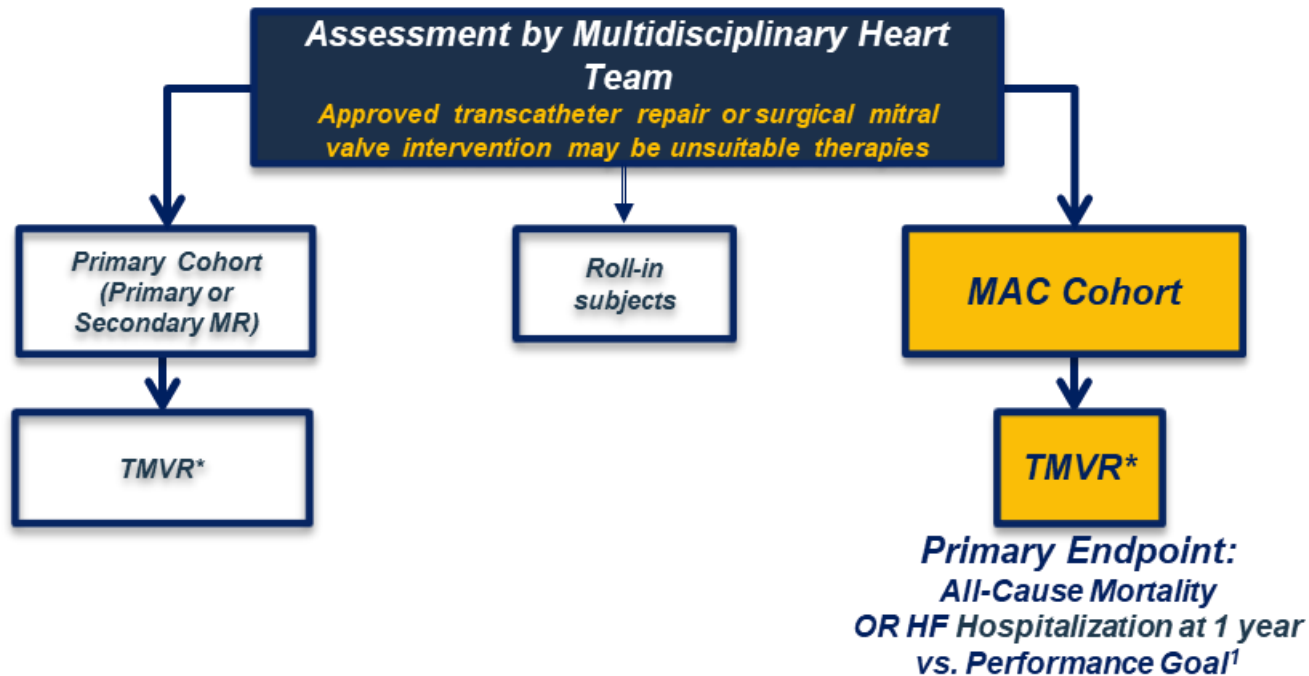 Assessment by Multidisciplinary Heart
Team
Approved transcatheter repair or surgical mitral
valve intervention may be unsuitable therapies
Primary Cohort
(Primary or
Secondary MR)
Roll-in
subjects
MAC Cohort
TMVR*
TMVR*
Primary Endpoint:
All-Cause Mortality
OR HF Hospitalization at 1 year
vs. Performance Goal¹